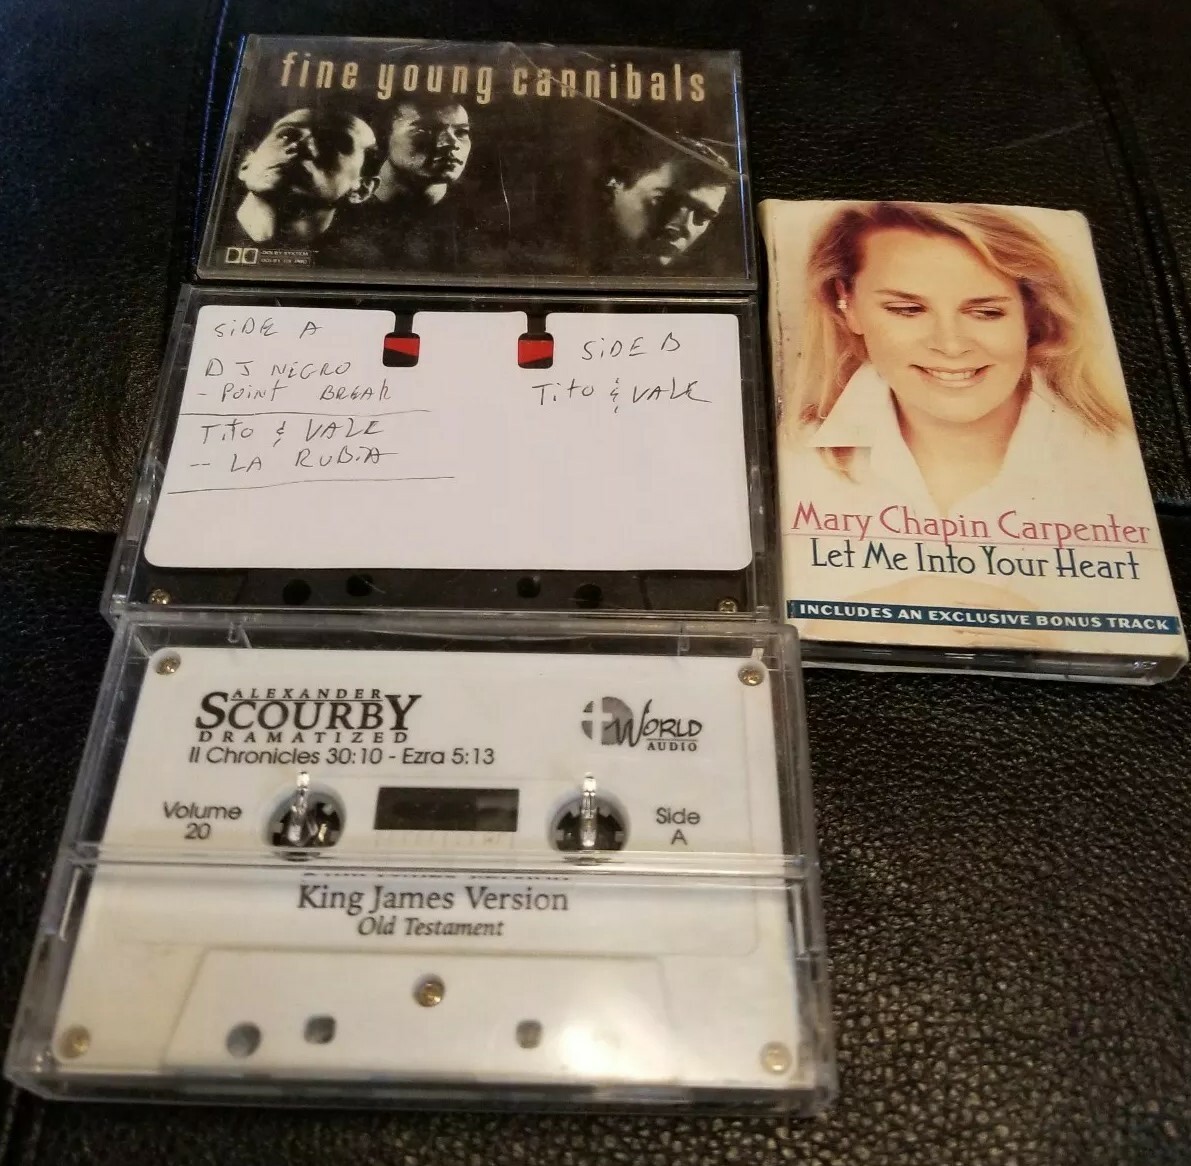 fine young cannibals
DOLBY SYSTEM
SIDE A
DJ NEGRO
- POINT BREAK
TITO & VALE
-- LA RUBIA
SIDE B
TITO & VALE
Mary Chapin Carpenter
Let Me Into Your Heart
INCLUDES AN EXCLUSIVE BONUS TRACK
ALEXANDER
SCOURBY
DRAMATIZED
II Chronicles 30:10 - Ezra 5:13
WORLD
AUDIO
Volume
20
Side
A
King James Version
Old Testament